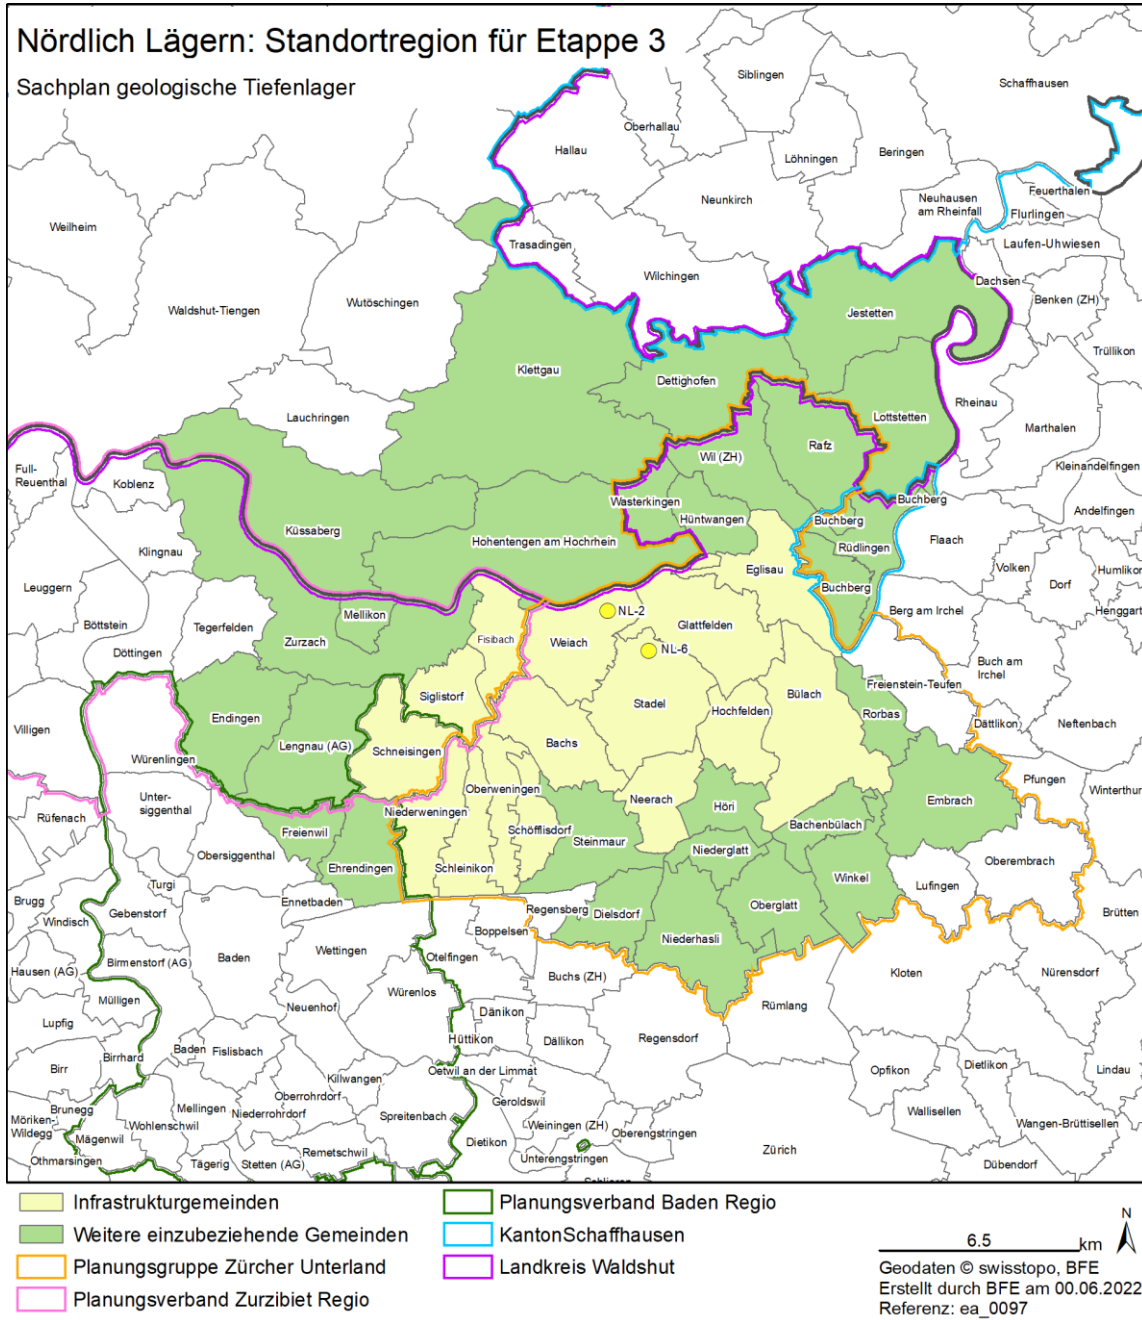 Nördlich Lägern: Standortregion für Etappe 3
Sachplan geologische Tiefenlager
Siblingen
Schaffhausen
Oberhallau
Hallau
Löhningen
Beringen
Neunkirch
Neuhausen
am Rheinfall
Feuerthalen
Flurlingen
Laufen-Uhwiesen
Weilheim
Trasadingen
Wilchingen
Dachsen
Benken (ZH)
Waldshut-Tiengen
Wutöschingen
Jestetten
Trüllikon
Klettgau
Dettighofen
Rheinau
Lauchringen
Lottstetten
Marthalen
Rafz
Wil (ZH)
Full-
Reuenthal
Koblenz
Kleinandelfingen
Wasterkingen
Buchberg
Andelfingen
Küssaberg
Hüntwangen
Buchberg
Klingnau
Hohentengen am Hochrhein
Rüdlingen
Flaach
Eglisau
Volken
Humlikon
Leuggern
Buchberg
Dorf
Mellikon
NL-2
Berg am Irchel
Henggart
Böttstein
Tegerfelden
Zurzach
Fisibach
Weiach
Glattfelden
Döttingen
NL-6
Buch am
Irchel
Siglistorf
Freienstein-Teufen
Villigen
Endingen
Stadel
Hochfelden
Bülach
Rorbas
Dättlikon
Neftenbach
Lengnau (AG)
Schneisingen
Bachs
Würenlingen
Pfungen
Oberweningen
Winterthur
Unter-
siggenthal
Neerach
Höri
Embrach
Rüfenach
Niederweningen
Schöfflisdorf
Bachenbülach
Freienwil
Steinmaur
Obersiggenthal
Niederglatt
Ehrendingen
Schleinikon
Oberembrach
Winkel
Turgi
Lufingen
Brugg
Ennetbaden
Regensberg
Dielsdorf
Oberglatt
Windisch
Gebenstorf
Boppelsen
Brütten
Wettingen
Niederhasli
Baden
Otelfingen
Hausen (AG)
Birmenstorf (AG)
Buchs (ZH)
Kloten
Nürensdorf
Würenlos
Mülligen
Neuenhof
Rümlang
Dänikon
Lupfig
Hüttikon
Dällikon
Regensdorf
Birrhard
Baden
Fislisbach
Birr
Oetwil an der Limmat
Opfikon
Dietlikon
Lindau
Killwangen
Oberrohrdorf
Geroldswil
Brunegg
Mellingen
Niederrohrdorf
Spreitenbach
Wallisellen
Möriken-
Wildegg
Wohlenschwil
Weiningen (ZH)
Oberengstringen
Wangen-Brüttisellen
Mägenwil
Dietikon
Remetschwil
Unterengstringen
Zürich
Othmarsingen
Tägerig
Stetten (AG)
Dübendorf
Schlieren
Infrastrukturgemeinden
Weitere einzubeziehende Gemeinden
Planungsgruppe Zürcher Unterland
Planungsverband Zurzibiet Regio
Planungsverband Baden Regio
KantonSchaffhausen
Landkreis Waldshut
N
6.5 km
Geodaten © swisstopo, BFE
Erstellt durch BFE am 00.06.2022
Referenz: ea_0097